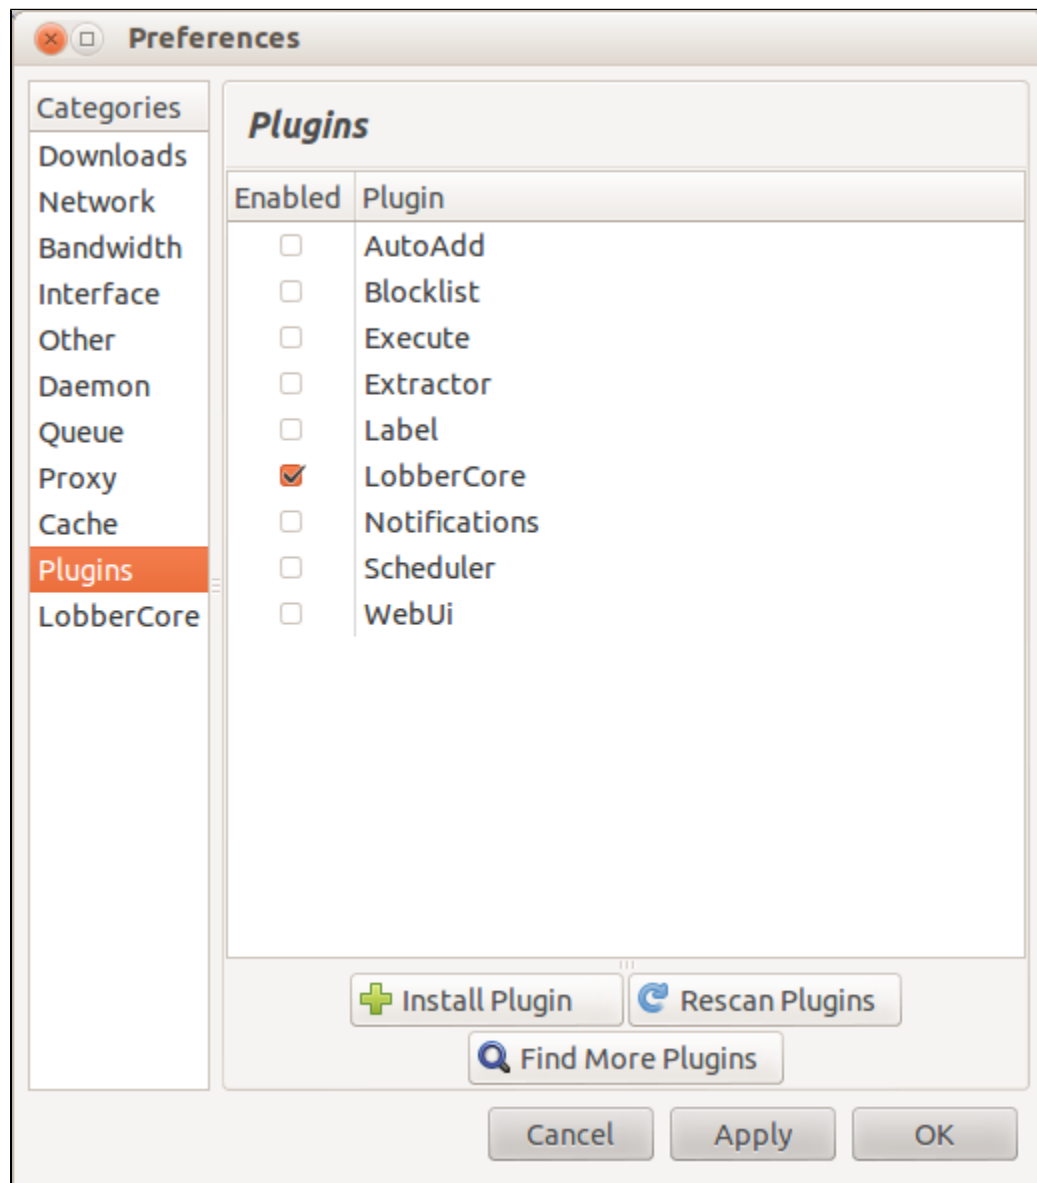 Preferences
Categories
Downloads
Network
Bandwidth
Interface
Other
Daemon
Queue
Proxy
Cache
Plugins
LobberCore
Plugins
Enabled Plugin
AutoAdd
Blocklist
Execute
Extractor
Label
LobberCore
Notifications
Scheduler
WebUi
Install Plugin Rescan Plugins
Find More Plugins
Cancel Apply OK